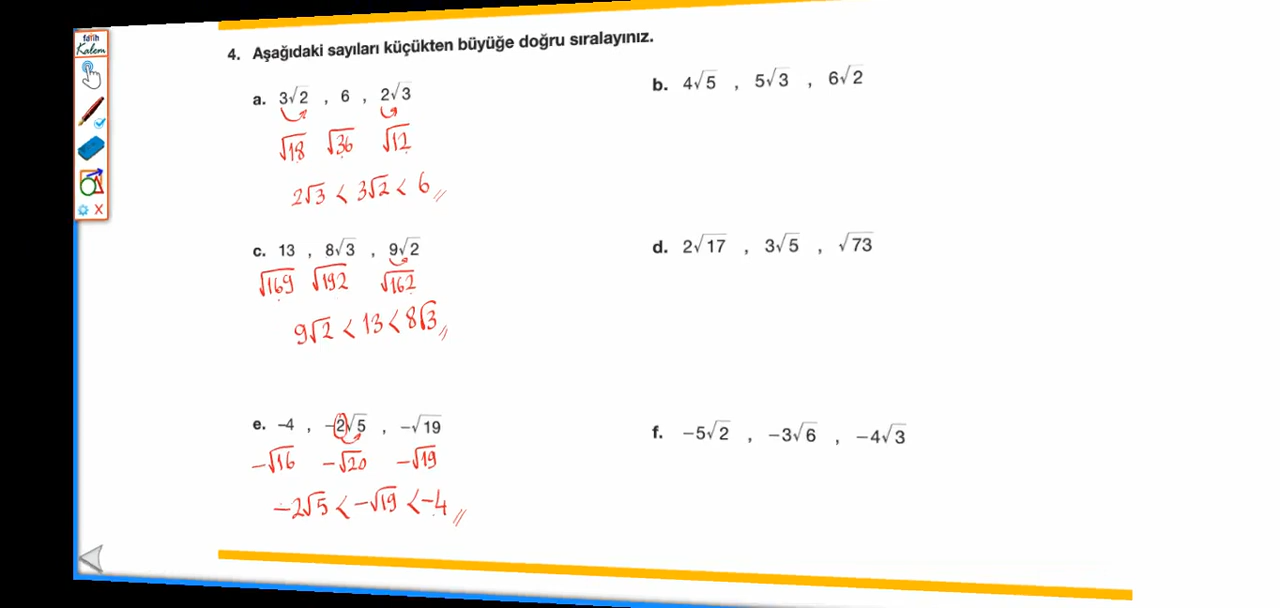 fatih
Kalem
4. Aşağıdaki sayıları küçükten büyüğe doğru sıralayınız.
a. 3√2 , 6 , 2√3
√18 √36 √12
2√3 < 3√2 < 6 //
b. 4√5 , 5√3 , 6√2
c. 13 , 8√3 , 9√2
√169 √192 √162
9√2 < 13 < 8√3 //
d. 2√17 , 3√5 , √73
e. –4 , –2√5 , –√19
–√16 –√20 –√19
–2√5 < –√19 < –4 //
f. –5√2 , –3√6 , –4√3